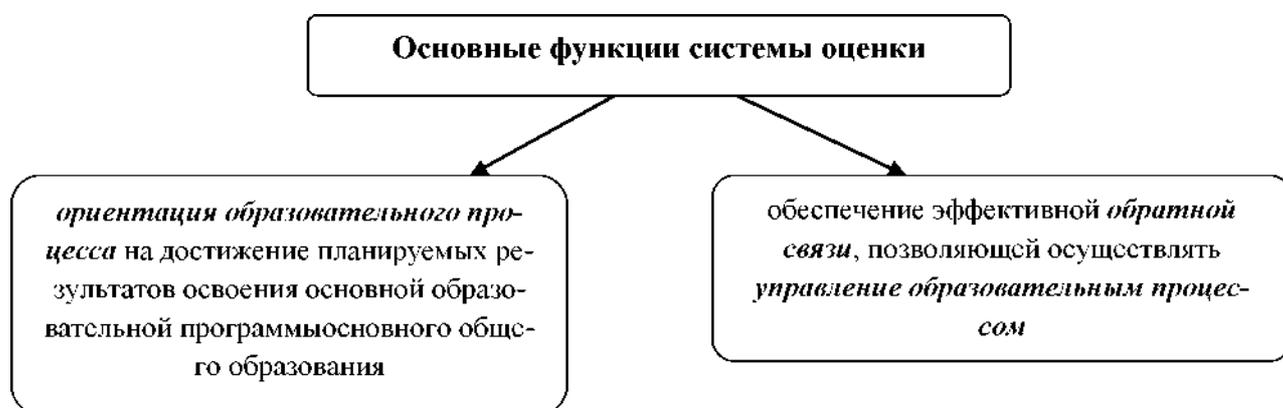 Основные функции системы оценки
ориентация образовательного про-
цесса на достижение планируемых ре-
зультатов освоения основной образо-
вательной программыосновного обще-
го образования
обеспечение эффективной обратной
связи, позволяющей осуществлять
управление образовательным процес-
сом